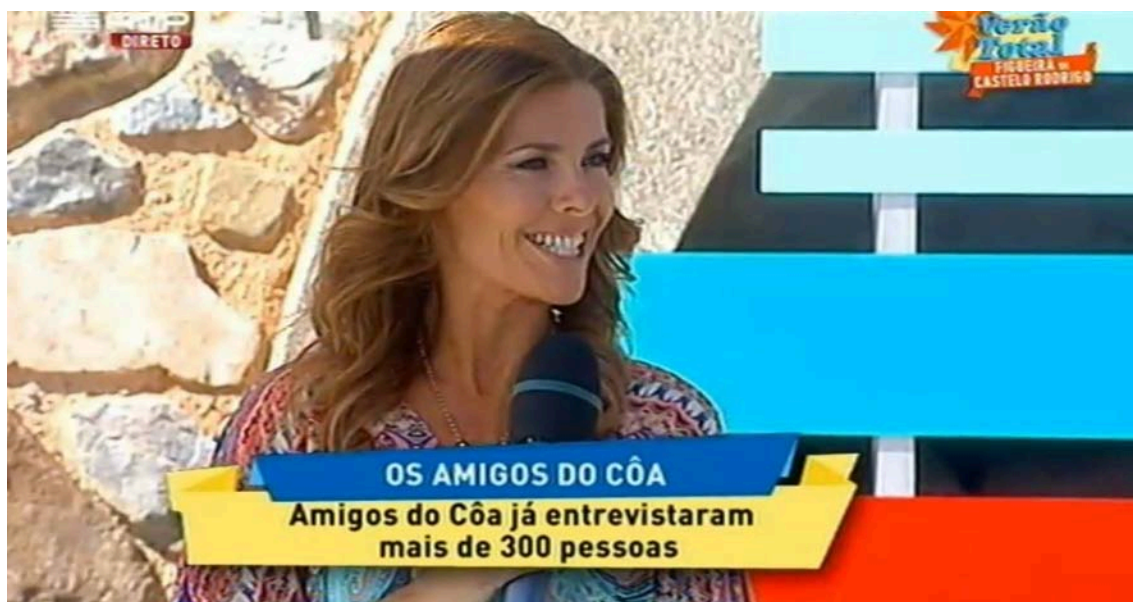 RTP
DIRETO
Verão
Total
FIGUEIRA DE
CASTELO RODRIGO
OS AMIGOS DO CÔA
Amigos do Côa já entrevistaram
mais de 300 pessoas